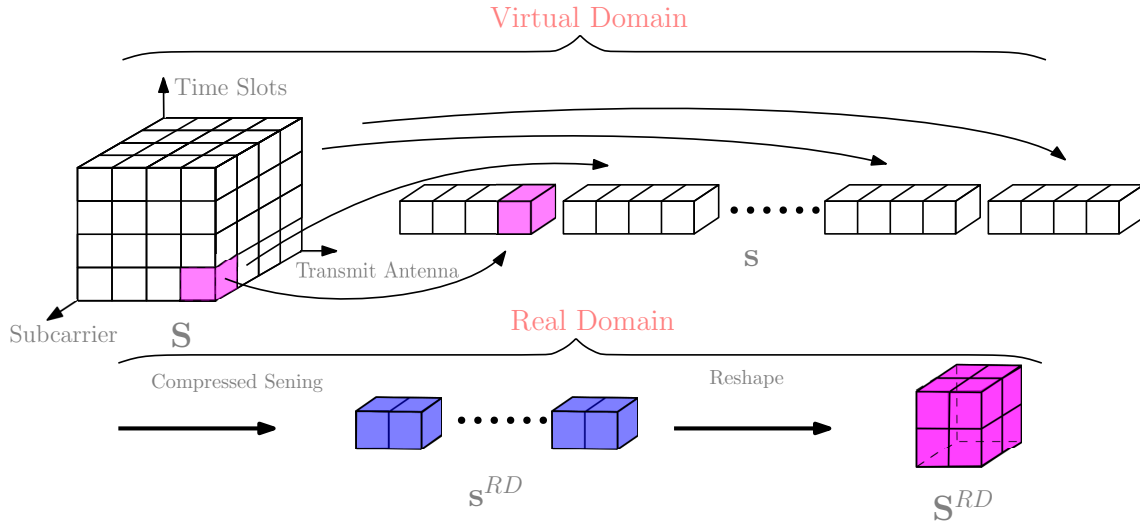 Virtual Domain
Time Slots
Transmit Antenna
s
Subcarrier
S
Real Domain
Compressed Sening
Reshape
s^{RD}
S^{RD}